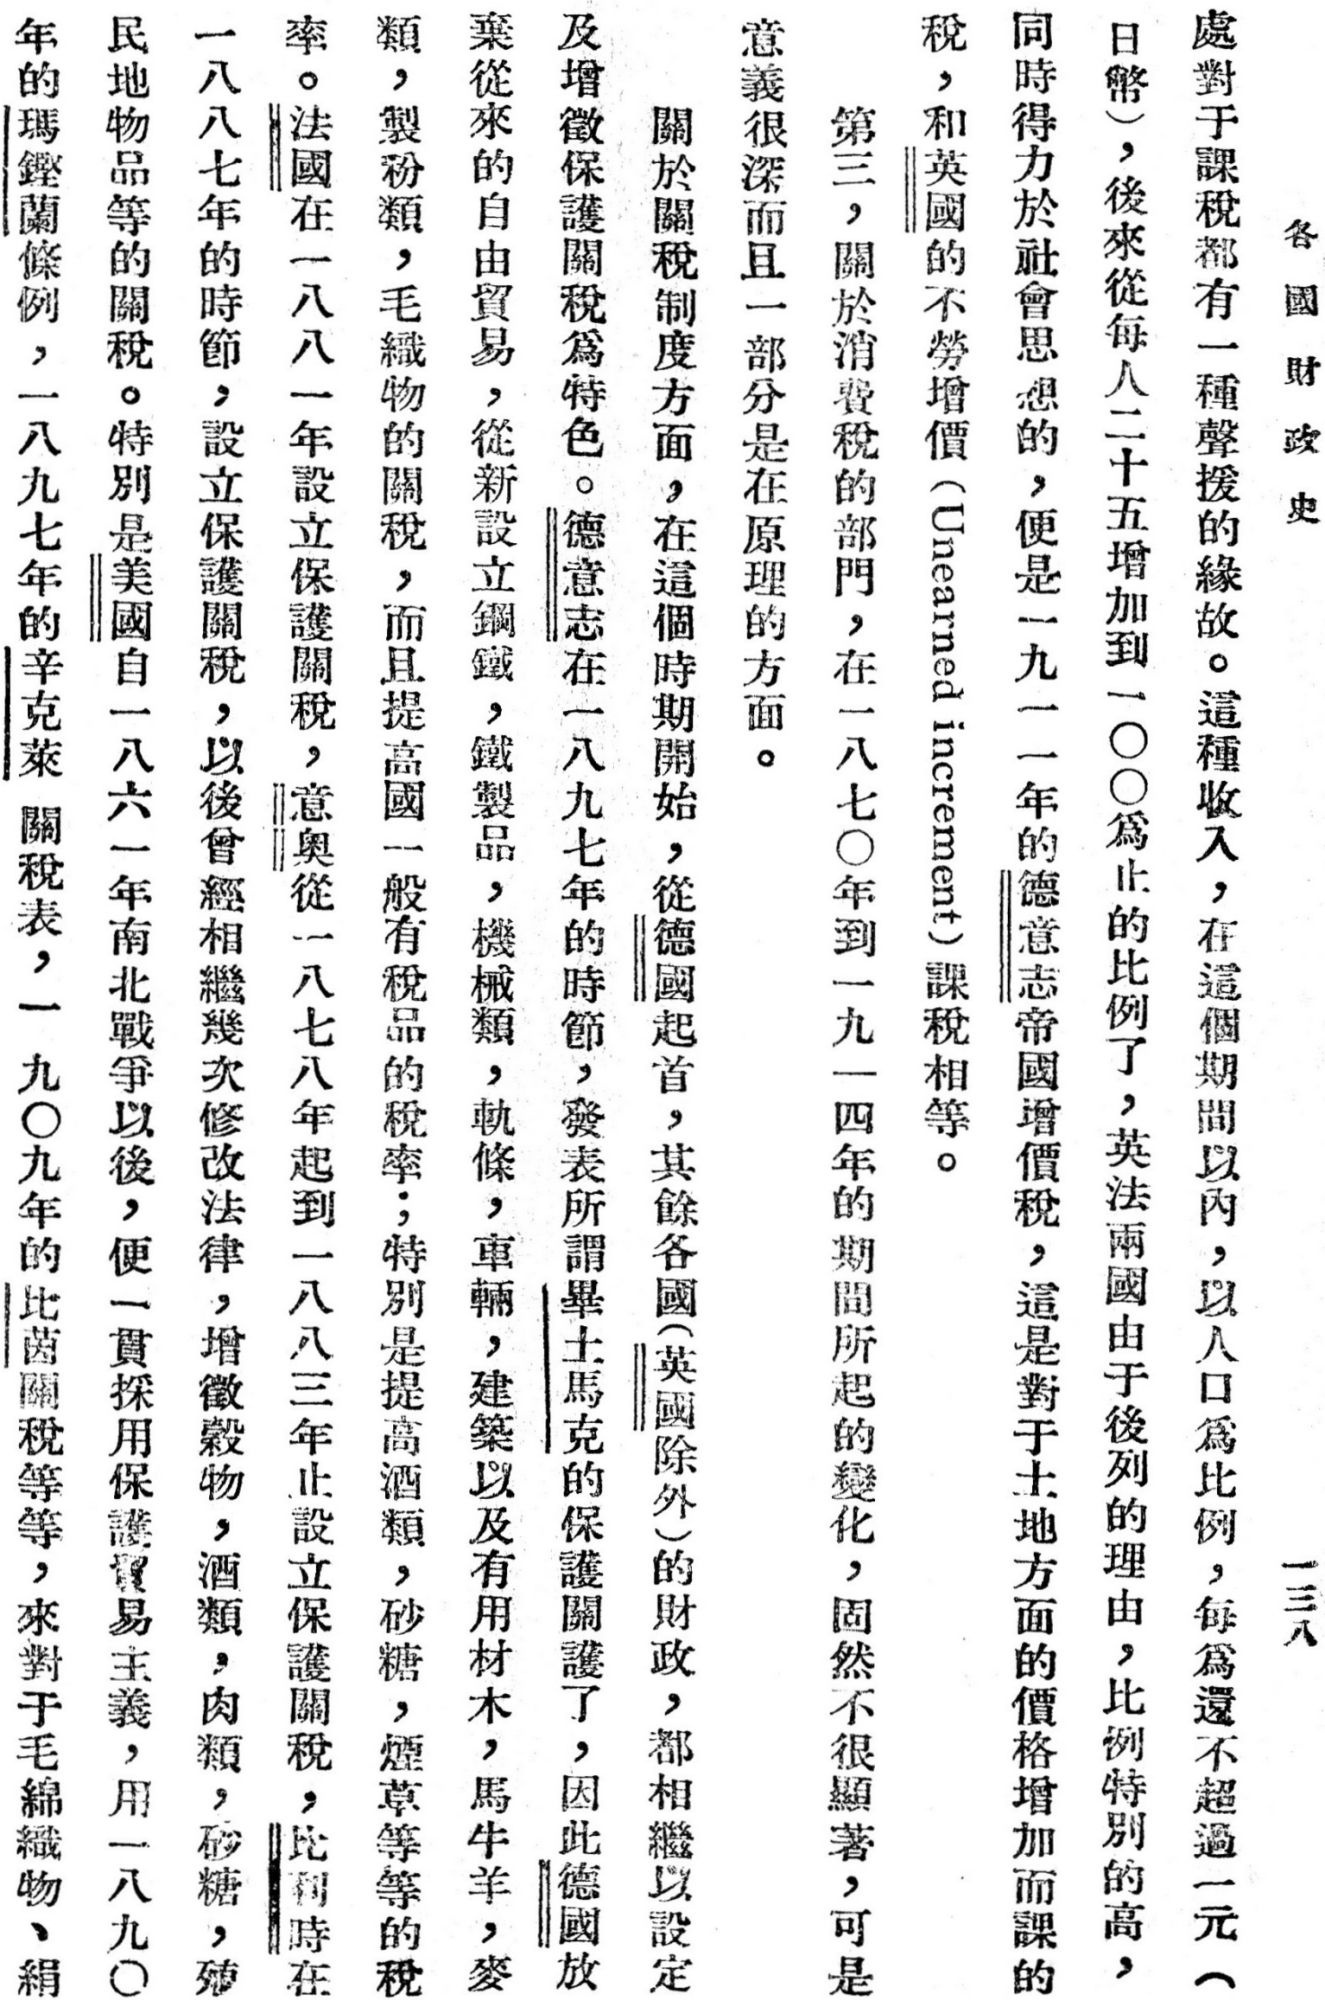 各國財政史
一三八
處對于課稅都有一種聲援的緣故。這種收入，在這個期間以內，以人口爲比例，每爲還不超過一元（
日幣），後來從每人二十五增加到一〇〇爲止的比例了，英法兩國由于後列的理由，比例特別的高，
同時得力於社會思想的，便是一九一一年的德意志帝國增價稅，這是對于土地方面的價格增加而課的
稅，和英國的不勞增價（Unearned increment）課稅相等。
第三，關於消費稅的部門，在一八七〇年到一九一四年的期間所起的變化，固然不很顯著，可是
意義很深而且一部分是在原理的方面。
關於關稅制度方面，在這個時期開始，從德國起首，其餘各國（英國除外）的財政，都相繼以設定
及增徵保護關稅爲特色。德意志在一八九七年的時節，發表所謂畢士馬克的保護關護了，因此德國放
棄從來的自由貿易，從新設立鋼鐵，鐵製品，機械類，軌條，車輛，建築以及有用材木，馬牛羊，麥
類，製粉類，毛織物的關稅，而且提高國一般有稅品的稅率；特別是提高酒類，砂糖，煙草等等的稅
率。法國在一八八一年設立保護關稅，意奥從一八七八年起到一八八三年止設立保護關稅，比利時在
一八八七年的時節，設立保護關稅，以後曾經相繼幾次修改法律，增徵穀物，酒類，肉類，砂糖，殖
民地物品等的關稅。特別是美國自一八六一年南北戰爭以後，便一貫採用保護貿易主義，用一八九〇
年的瑪鏗蘭條例，一八九七年的辛克萊關稅表，一九〇九年的比茵關稅等等，來對于毛綿織物、絹